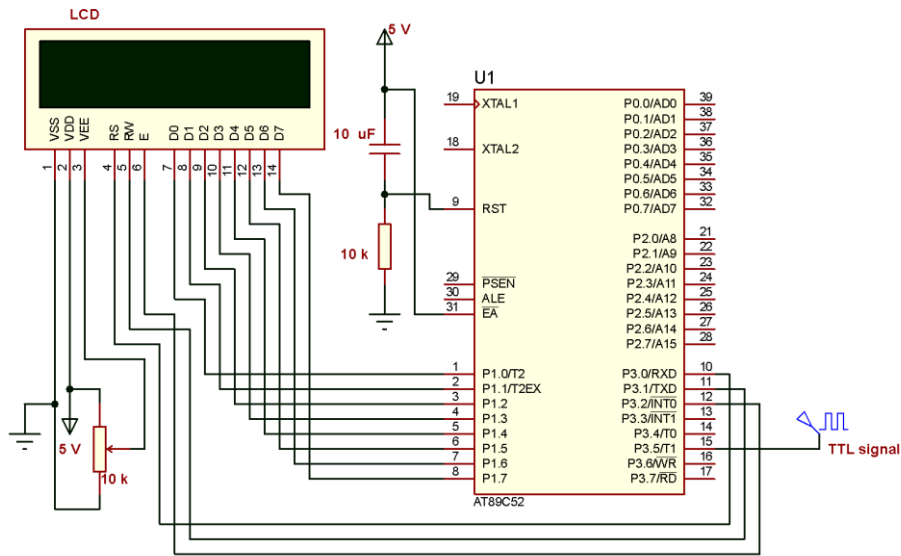 LCD
VSS
VDD
VEE
RS
RW
E
D0
D1
D2
D3
D4
D5
D6
D7
1
2
3
4
5
6
7
8
9
10
11
12
13
14
5 V
10 k
5 V
10 uF
10 k
U1
19 XTAL1
18 XTAL2
9 RST
29 PSEN
30 ALE
31 EA
1 P1.0/T2
2 P1.1/T2EX
3 P1.2
4 P1.3
5 P1.4
6 P1.5
7 P1.6
8 P1.7
P0.0/AD0 39
P0.1/AD1 38
P0.2/AD2 37
P0.3/AD3 36
P0.4/AD4 35
P0.5/AD5 34
P0.6/AD6 33
P0.7/AD7 32
P2.0/A8 21
P2.1/A9 22
P2.2/A10 23
P2.3/A11 24
P2.4/A12 25
P2.5/A13 26
P2.6/A14 27
P2.7/A15 28
P3.0/RXD 10
P3.1/TXD 11
P3.2/INT0 12
P3.3/INT1 13
P3.4/T0 14
P3.5/T1 15
P3.6/WR 16
P3.7/RD 17
AT89C52
TTL signal